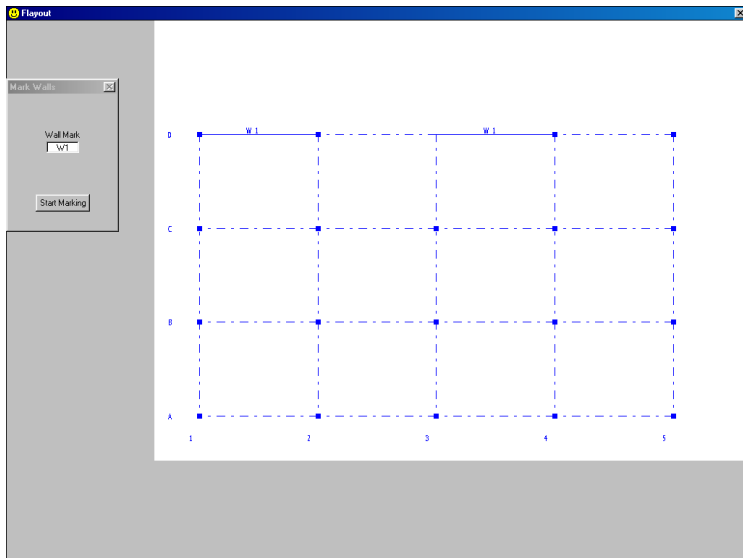 Flayout
Mark Walls
Wall Mark
W1
Start Marking
W 1
W 1
D
C
B
A
1 2 3 4 5